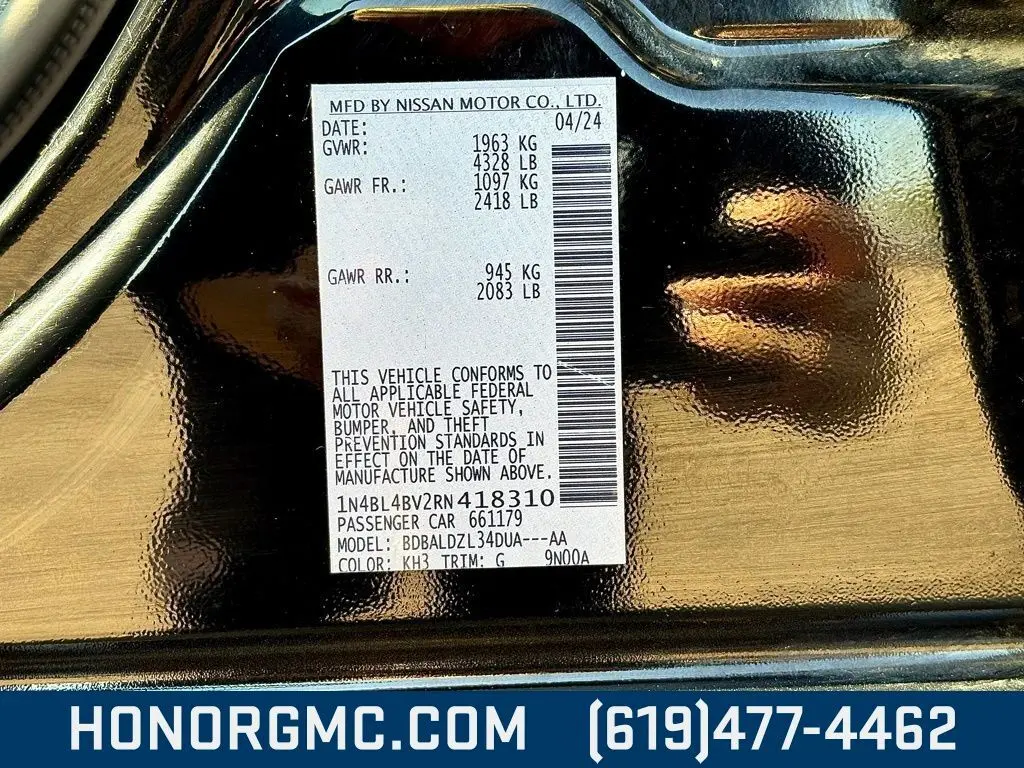 MFD BY NISSAN MOTOR CO., LTD.
DATE: 04/24
GVWR: 1963 KG
4328 LB
GAWR FR.: 1097 KG
2418 LB
GAWR RR.: 945 KG
2083 LB
THIS VEHICLE CONFORMS TO
ALL APPLICABLE FEDERAL
MOTOR VEHICLE SAFETY,
BUMPER, AND THEFT
PREVENTION STANDARDS IN
EFFECT ON THE DATE OF
MANUFACTURE SHOWN ABOVE.
1N4BL4BV2RN418310
PASSENGER CAR 661179
MODEL: BDBALDZL34DUA---AA
COLOR: KH3 TRIM: G 9N00A
HONORGMC.COM (619)477-4462